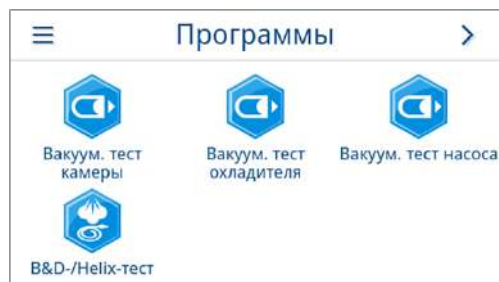 Программы
Вакуум. тест
камеры
Вакуум. тест
охладителя
Вакуум. тест насоса
B&D-/Helix-тест